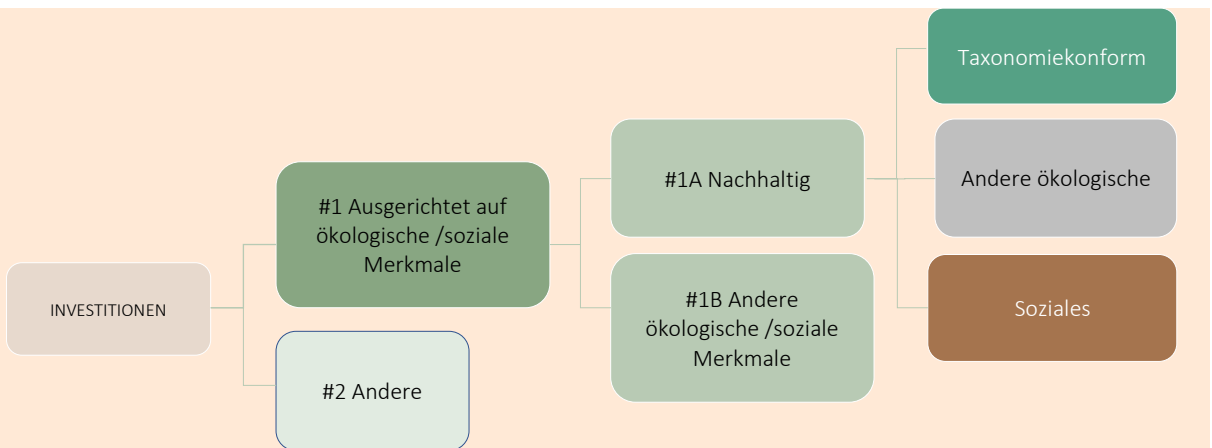 INVESTITIONEN
#1 Ausgerichtet auf
ökologische /soziale
Merkmale
#2 Andere
#1A Nachhaltig
#1B Andere
ökologische /soziale
Merkmale
Taxonomiekonform
Andere ökologische
Soziales